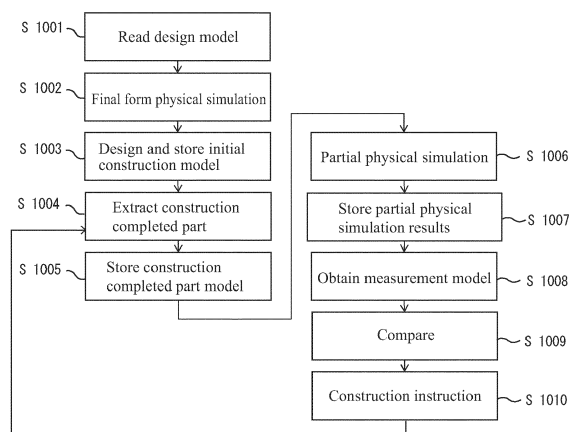 S 1001
Read design model
S 1002
Final form physical simulation
S 1003
Design and store initial
construction model
S 1004
Extract construction
completed part
S 1005
Store construction
completed part model
Partial physical simulation
S 1006
Store partial physical
simulation results
S 1007
Obtain measurement model
S 1008
Compare
S 1009
Construction instruction
S 1010